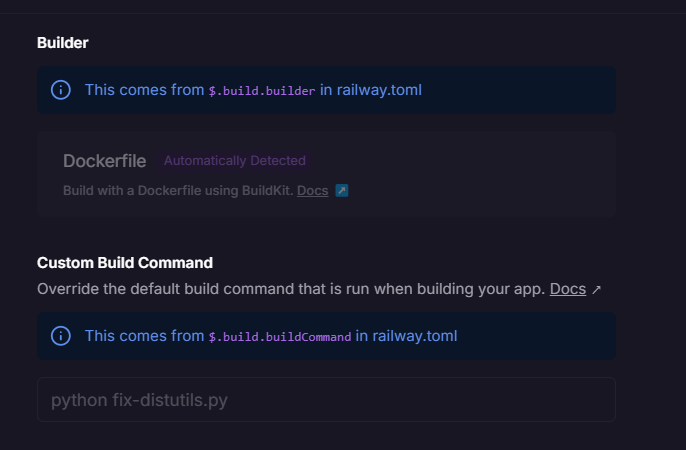 Builder
This comes from $.build.builder in railway.toml
Dockerfile Automatically Detected
Build with a Dockerfile using BuildKit. Docs ↗
Custom Build Command
Override the default build command that is run when building your app. Docs ↗
This comes from $.build.buildCommand in railway.toml
python fix-distutils.py